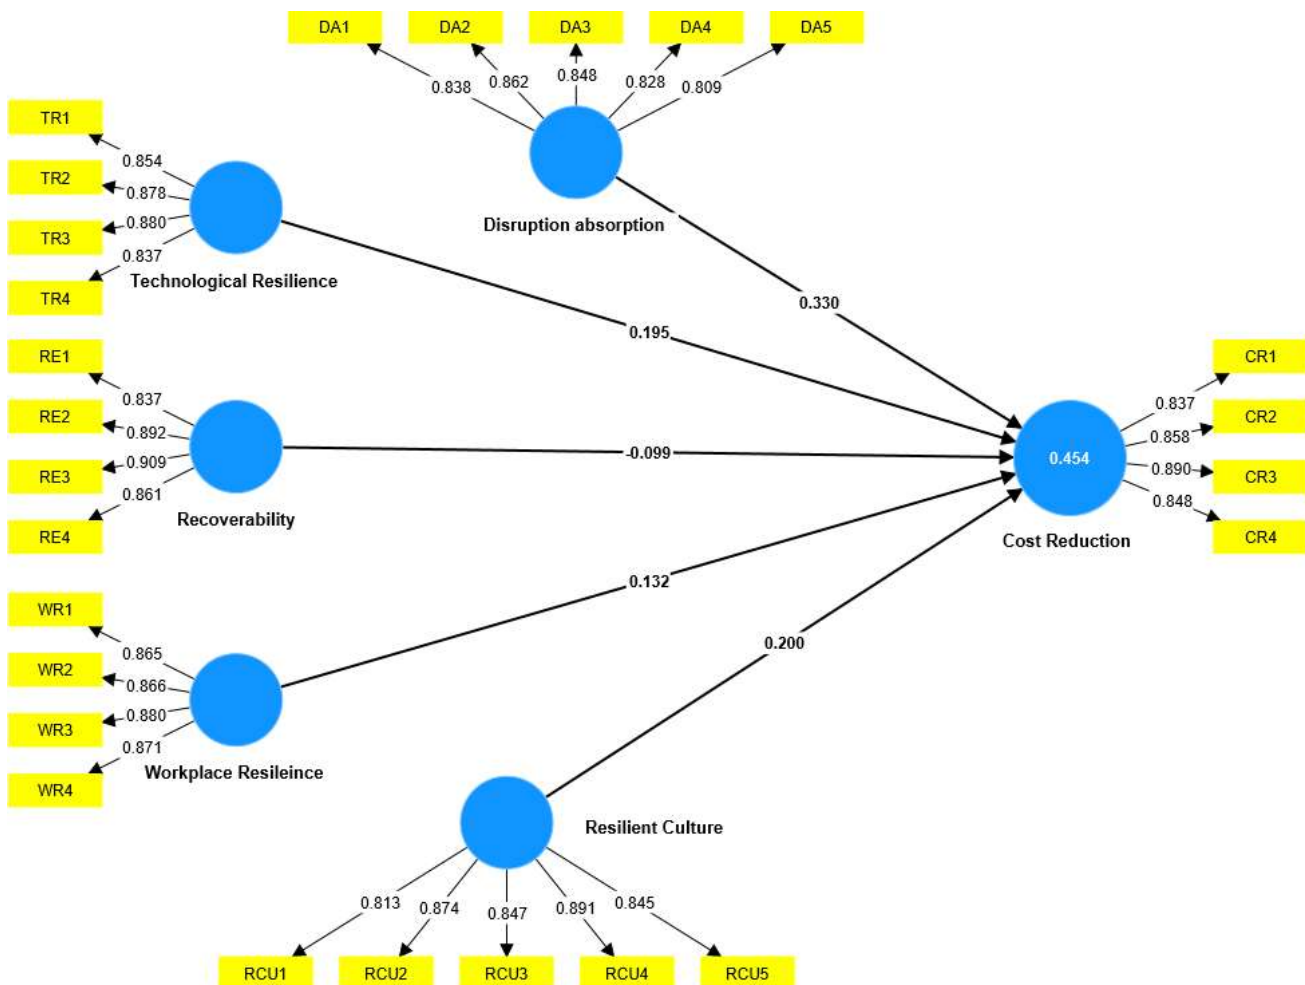 DA1 DA2 DA3 DA4 DA5
0.838 0.862 0.848 0.828 0.809
Disruption absorption
TR1
TR2
TR3
TR4
0.854
0.878
0.880
0.837
Technological Resilience
RE1
RE2
RE3
RE4
0.837
0.892
0.909
0.861
Recoverability
WR1
WR2
WR3
WR4
0.865
0.866
0.880
0.871
Workplace Resileince
0.330
0.195
-0.099
0.132
0.200
0.454
Cost Reduction
0.837
0.858
0.890
0.848
CR1
CR2
CR3
CR4
Resilient Culture
0.813 0.874 0.847 0.891 0.845
RCU1 RCU2 RCU3 RCU4 RCU5